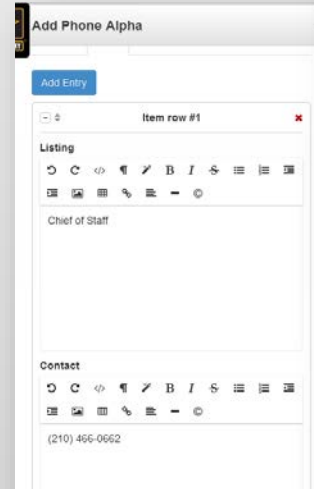 Add Phone Alpha
Add Entry
Item row #1
Listing
B I S
Chief of Staff
Contact
B I S
(210) 466-0662